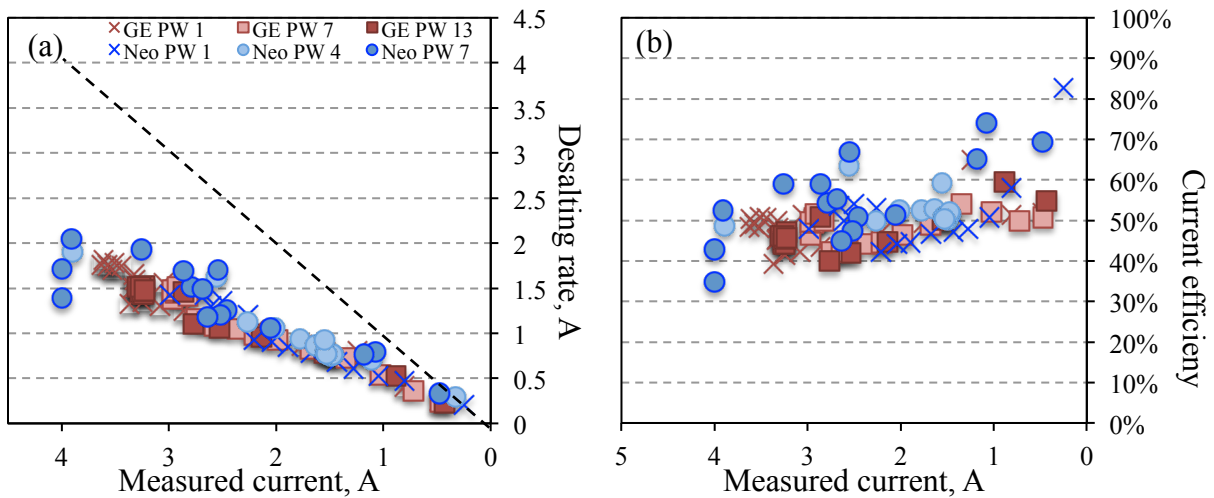 (a)
GE PW 1 GE PW 7 GE PW 13
Neo PW 1 Neo PW 4 Neo PW 7
4.5
4
3.5
3
2.5
2
1.5
1
0.5
0
Desalting rate, A
4 3 2 1 0
Measured current, A
(b)
100%
90%
80%
70%
60%
50%
40%
30%
20%
10%
0%
Current efficieny
5 4 3 2 1 0
Measured current, A